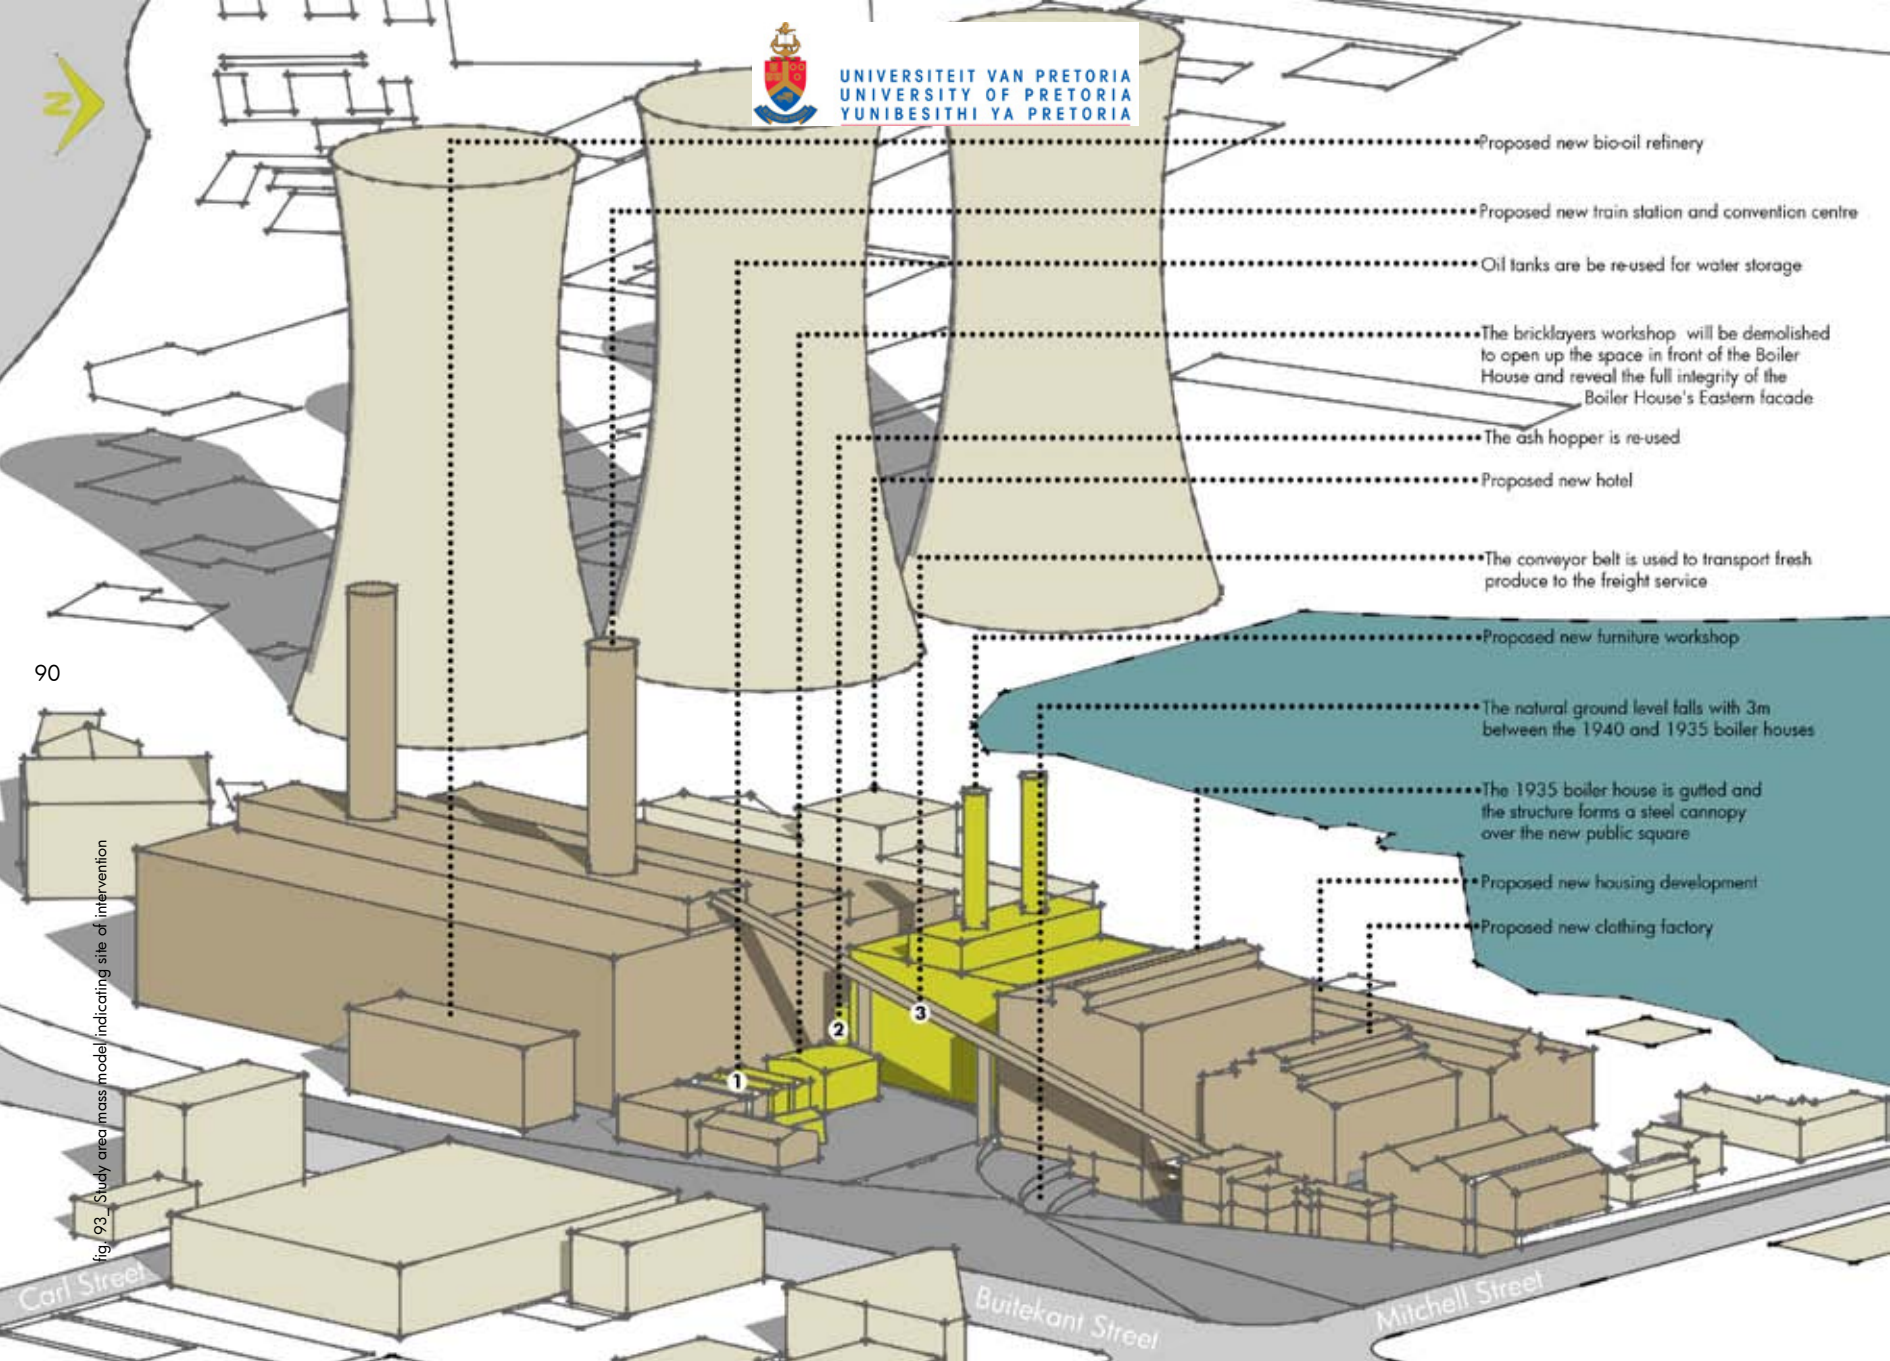 UNIVERSITEIT VAN PRETORIA
UNIVERSITY OF PRETORIA
YUNIBESITHI YA PRETORIA
N
Proposed new bio-oil refinery
Proposed new train station and convention centre
Oil tanks are be re-used for water storage
The bricklayers workshop will be demolished
to open up the space in front of the Boiler
House and reveal the full integrity of the
Boiler House's Eastern facade
The ash hopper is re-used
Proposed new hotel
The conveyor belt is used to transport fresh
produce to the freight service
Proposed new furniture workshop
90
The natural ground level falls with 3m
between the 1940 and 1935 boiler houses
The 1935 boiler house is gutted and
the structure forms a steel cannopy
over the new public square
Proposed new housing development
Proposed new clothing factory
3
2
1
fig. 93_ Study area mass model indicating site of intervention
Carl Street
Buitekant Street
Mitchell Street